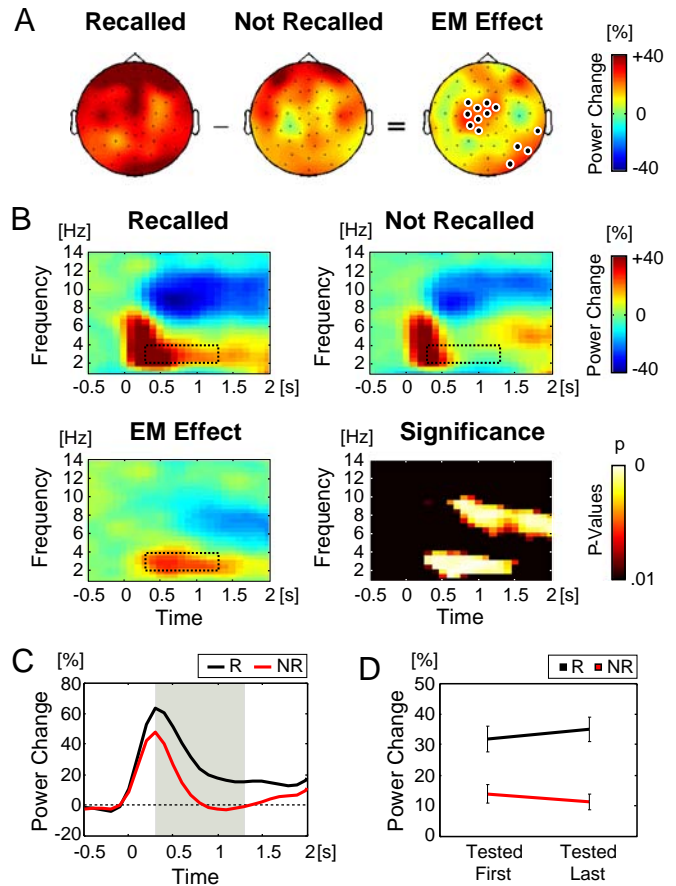 A
Recalled
Not Recalled
EM Effect
[%]
−
=
Power Change
+40
0
-40
B
Recalled
[Hz]
Frequency
14
12
10
8
6
4
2
-0.5 0 0.5 1 1.5 2 [s]
Not Recalled
[Hz]
Frequency
14
12
10
8
6
4
2
-0.5 0 0.5 1 1.5 2 [s]
[%]
Power Change
+40
0
-40
EM Effect
[Hz]
Frequency
14
12
10
8
6
4
2
-0.5 0 0.5 1 1.5 2 [s]
Time
Significance
[Hz]
Frequency
14
12
10
8
6
4
2
-0.5 0 0.5 1 1.5 2 [s]
Time
p
P-Values
0
.01
C
[%]
R NR
Power Change
80
60
40
20
0
-20
-0.5 0 0.5 1 1.5 2 [s]
Time
D
[%]
R NR
Power Change
50
40
30
20
10
0
Tested First
Tested Last